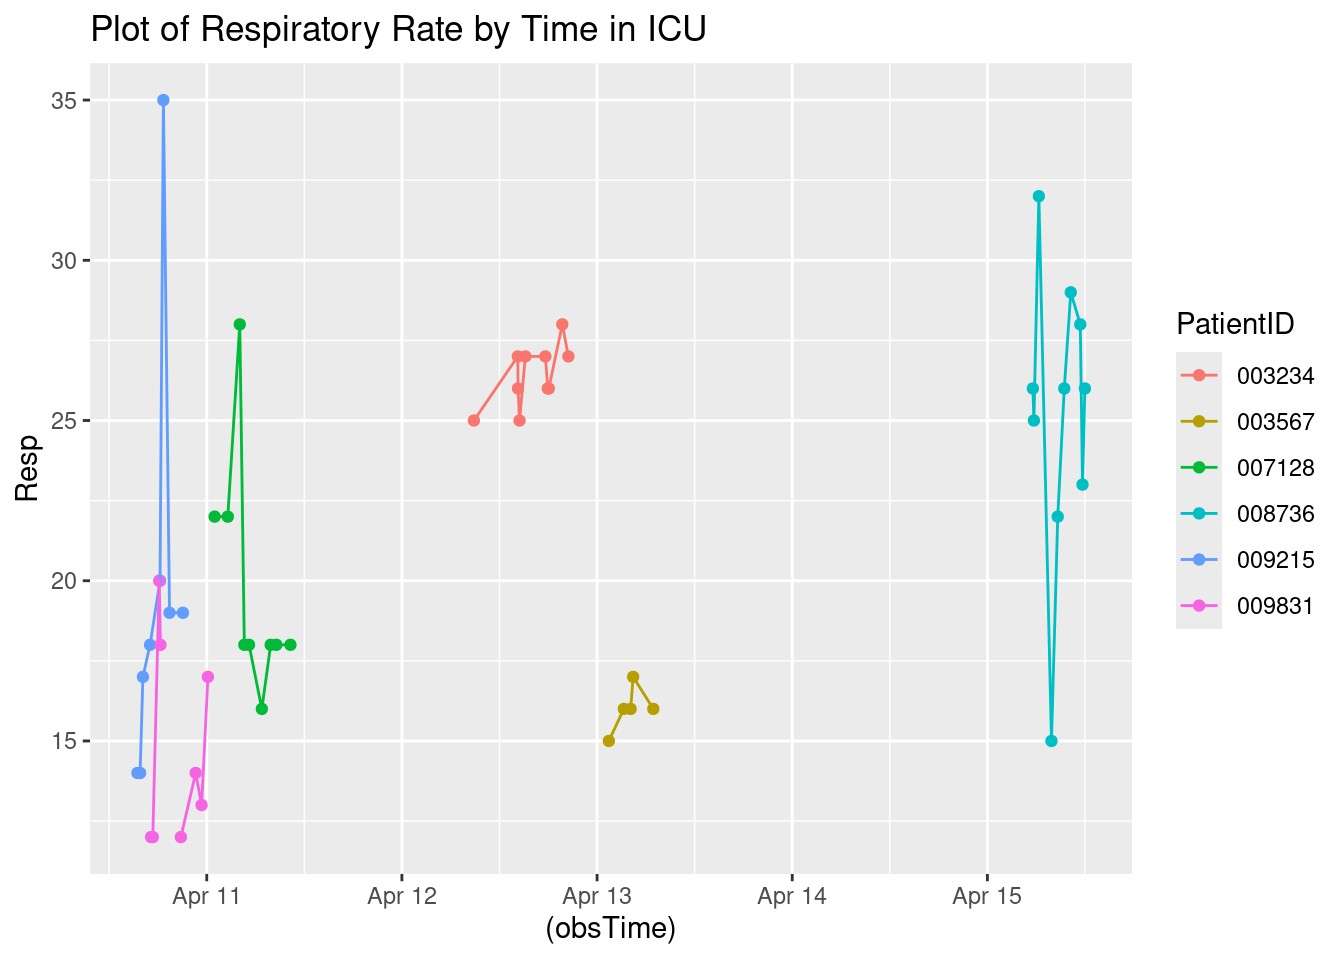 Plot of Respiratory Rate by Time in ICU
35
30
25
20
15
Resp
Apr 11
Apr 12
Apr 13
Apr 14
Apr 15
(obsTime)
PatientID
003234
003567
007128
008736
009215
009831